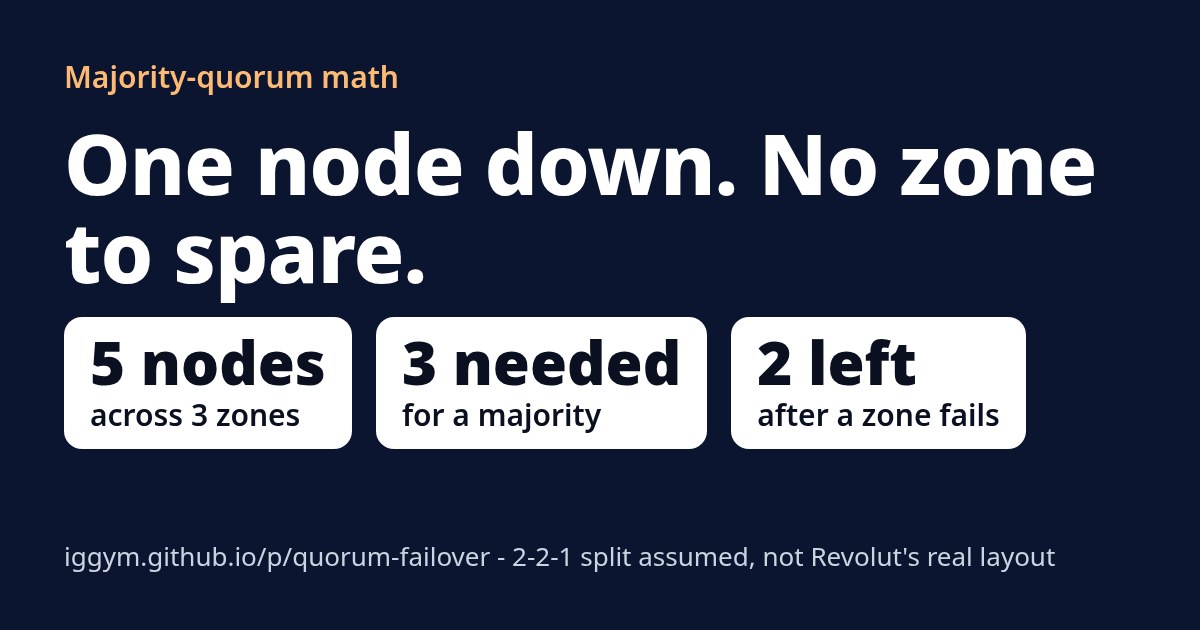 Majority-quorum math
One node down. No zone
to spare.
5 nodes
across 3 zones
3 needed
for a majority
2 left
after a zone fails
iggym.github.io/p/quorum-failover - 2-2-1 split assumed, not Revolut's real layout